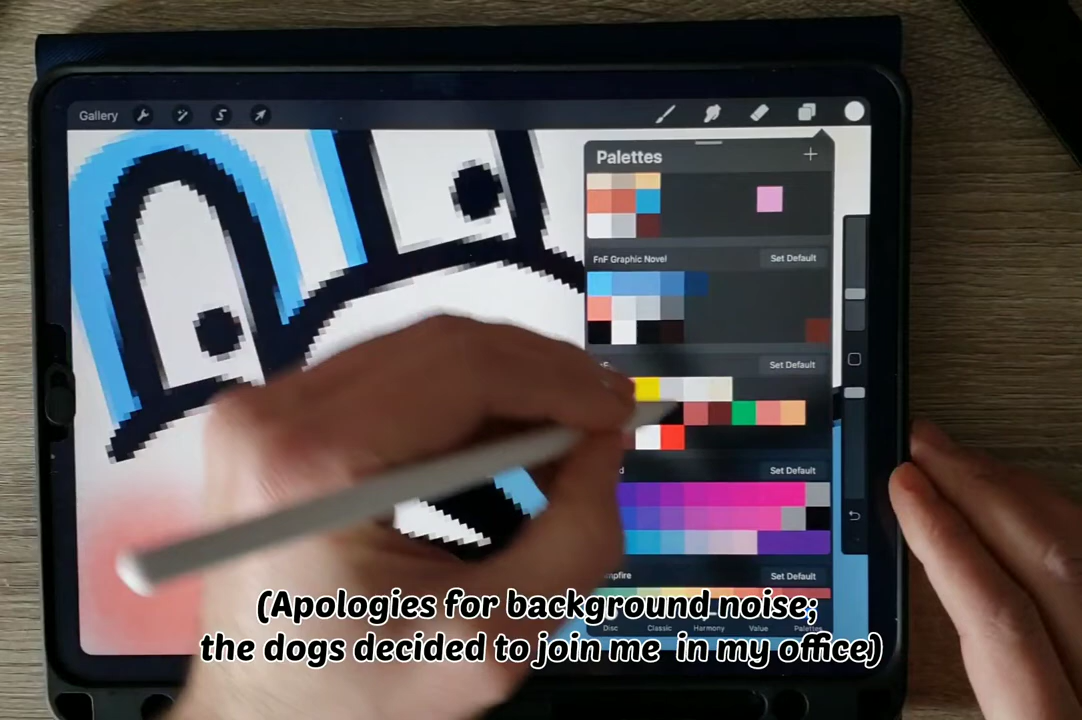 Gallery
Palettes
FnF Graphic Novel
Set Default
Set Default
Set Default
Set Default
Disc
Classic
Harmony
Value
Palettes
(Apologies for background noise;
the dogs decided to join me in my office)